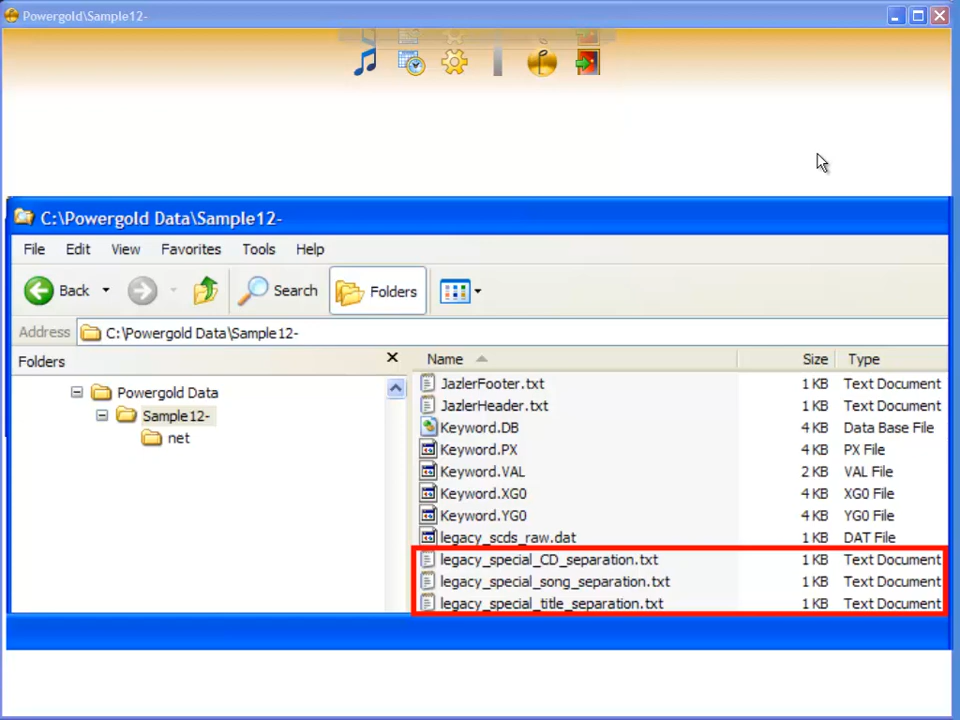 Powergold\Sample12-
C:\Powergold Data\Sample12-
File Edit View Favorites Tools Help
Back Search Folders
Address C:\Powergold Data\Sample12-
Folders
Powergold Data
Sample12-
net
Name Size Type
JazlerFooter.txt 1 KB Text Document
JazlerHeader.txt 1 KB Text Document
Keyword.DB 4 KB Data Base File
Keyword.PX 4 KB PX File
Keyword.VAL 2 KB VAL File
Keyword.XG0 4 KB XG0 File
Keyword.YG0 4 KB YG0 File
legacy_scds_raw.dat 1 KB DAT File
legacy_special_CD_separation.txt 1 KB Text Document
legacy_special_song_separation.txt 1 KB Text Document
legacy_special_title_separation.txt 1 KB Text Document